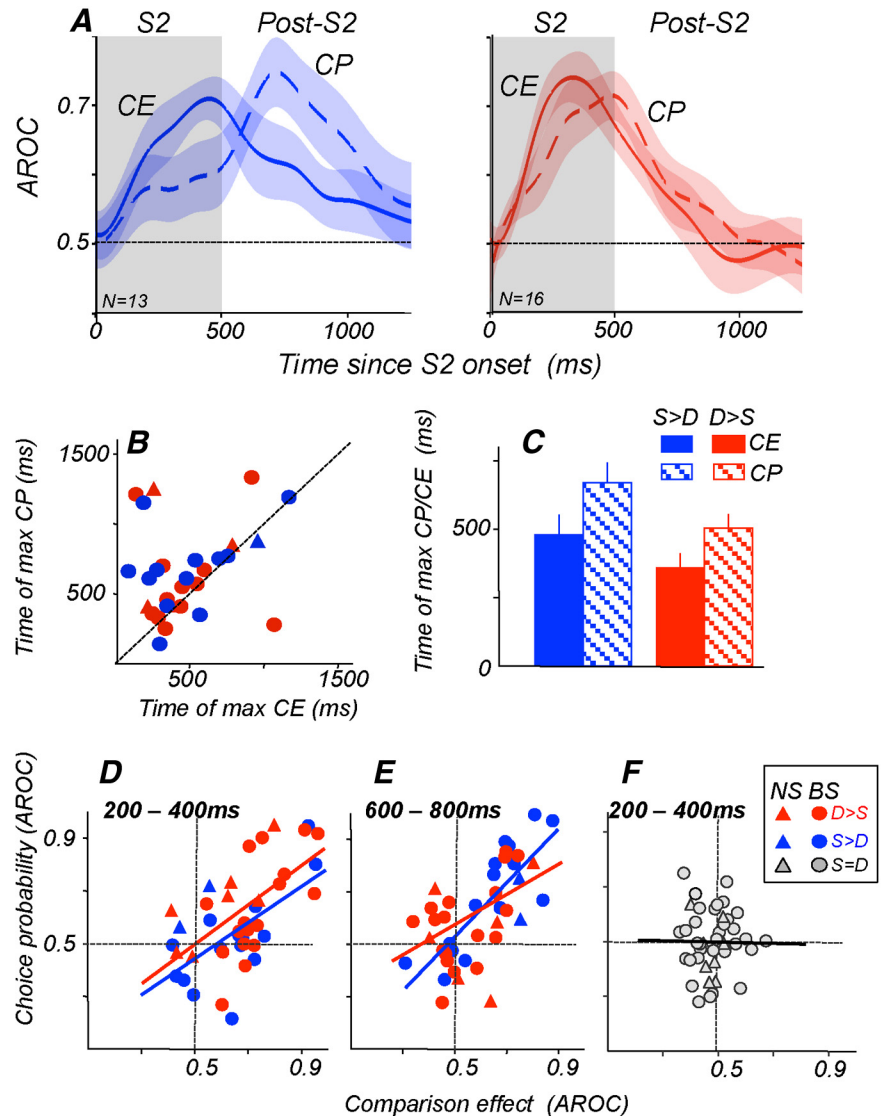 A
S2 Post-S2
CE
CP
0.7
0.5
AROC
N=13
0 500 1000
S2 Post-S2
CE
CP
N=16
0 500 1000
Time since S2 onset (ms)
B
Time of max CP (ms)
1500
500
500 1500
Time of max CE (ms)
C
Time of max CP/CE (ms)
500
0
S>D D>S
CE
CP
D
200 – 400ms
Choice probability (AROC)
0.9
0.5
0.5 0.9
E
600 – 800ms
0.5 0.9
F
200 – 400ms
0.5 0.9
NS BS
D>S
S>D
S=D
Comparison effect (AROC)